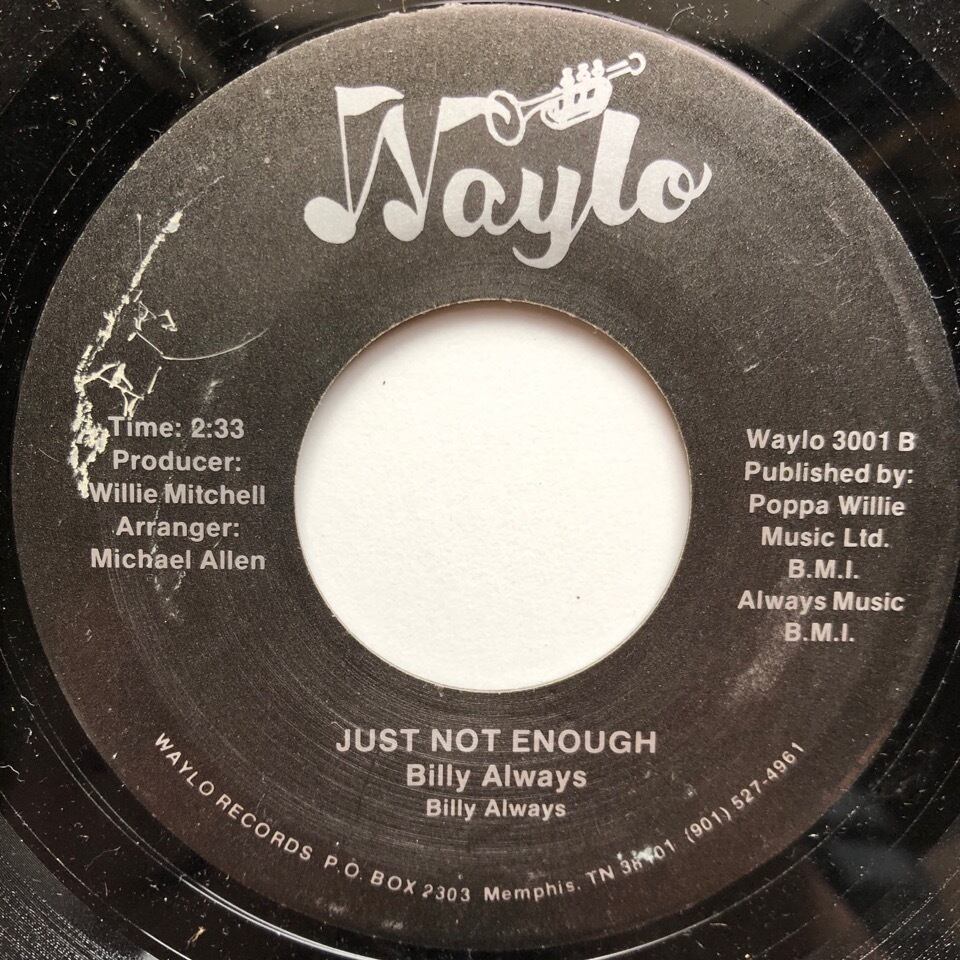 Waylo
Time: 2:33
Producer:
Willie Mitchell
Arranger:
Michael Allen
Waylo 3001 B
Published by:
Poppa Willie
Music Ltd.
B.M.I.
Always Music
B.M.I.
JUST NOT ENOUGH
Billy Always
Billy Always
WAYLO RECORDS P.O. BOX 2303 Memphis, TN 38101 (901) 527-4961